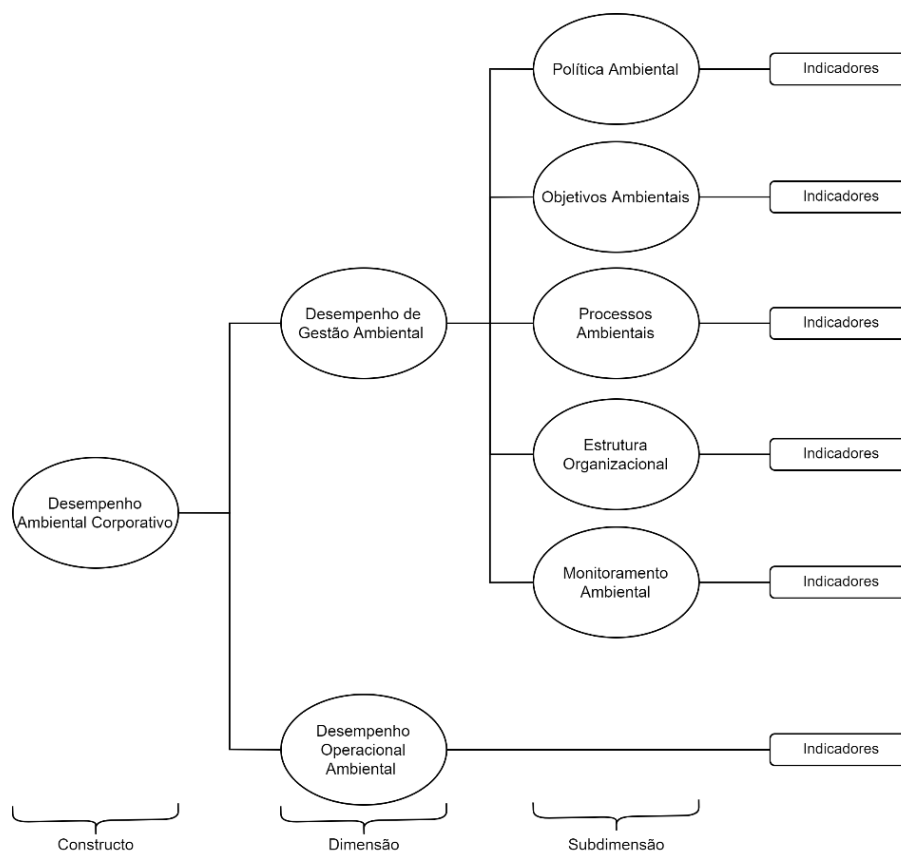 Política Ambiental
Indicadores
Objetivos Ambientais
Indicadores
Desempenho de
Gestão Ambiental
Processos
Ambientais
Indicadores
Estrutura
Organizacional
Indicadores
Desempenho
Ambiental Corporativo
Monitoramento
Ambiental
Indicadores
Desempenho
Operacional
Ambiental
Indicadores
Constructo
Dimensão
Subdimensão